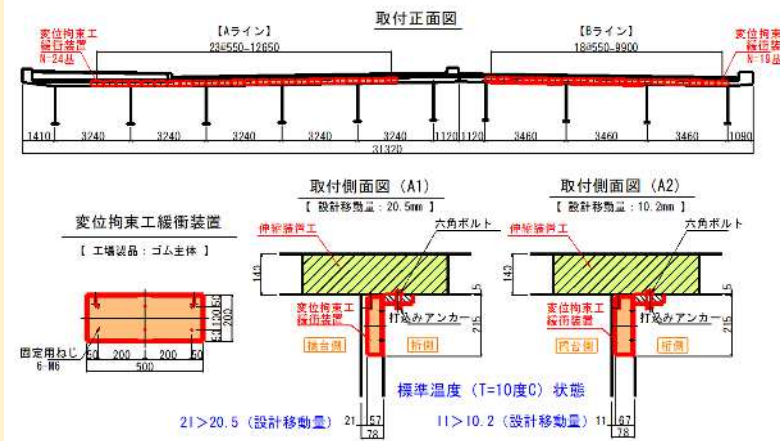 取付正面図
変位拘束工
緩衝装置
N-24基
【Aライン】
23@550-12650
【Bライン】
18@550-9900
変位拘束工
緩衝装置
N-19基
1410 3240 3240 3240 3240 3240 1120 1120 3460 3460 3460 1090
31320
変位拘束工緩衝装置
【 工場製品：ゴム主体 】
固定用ねじ
6-M6
50 200 200 50
500
50 100 50
200
取付側面図 (A1)
【 設計移動量：20.5mm 】
伸縮装置工
六角ボルト
143
変位拘束工
緩衝装置
打込みアンカー
橋台側
桁側
5
215
21 57
78
取付側面図 (A2)
【 設計移動量：10.2mm 】
伸縮装置工
六角ボルト
143
変位拘束工
緩衝装置
打込みアンカー
橋台側
桁側
5
215
11 67
78
標準温度 (T=10度C) 状態
21＞20.5 (設計移動量)
11＞10.2 (設計移動量)